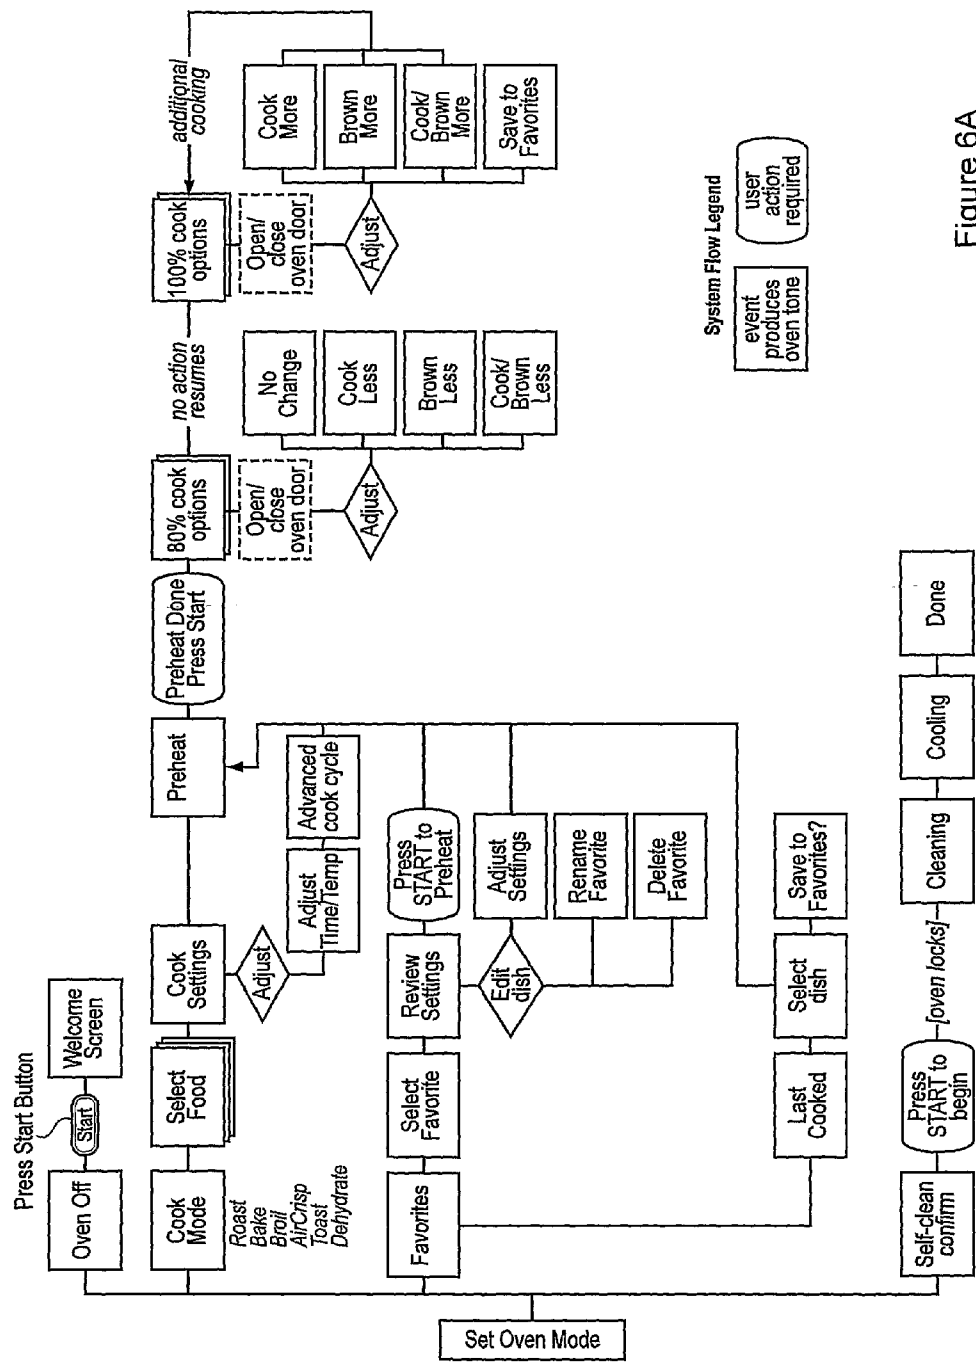 Press Start Button
Oven Off
Start
Welcome
Screen
Cook
Mode
Roast
Bake
Broil
AirCrisp
Toast
Dehydrate
Select
Food
Cook
Settings
Adjust
Adjust
Time/Temp
Advanced
cook cycle
Preheat
Preheat Done
Press Start
80% cook
options
Open/
close
oven door
Adjust
No
Change
Cook
Less
Brown
Less
Cook/
Brown
Less
no action
resumes
100% cook
options
Open/
close
oven door
Adjust
additional
cooking
Cook
More
Brown
More
Cook/
Brown
More
Save to
Favorites
Favorites
Select
Favorite
Review
Settings
Press
START to
Preheat
Edit
dish
Adjust
Settings
Rename
Favorite
Delete
Favorite
Last
Cooked
Select
dish
Save to
Favorites?
Self-clean
confirm
Press
START to
begin
[oven locks]
Cleaning
Cooling
Done
Set Oven Mode
System Flow Legend
event
produces
oven tone
user
action
required
Figure 6A